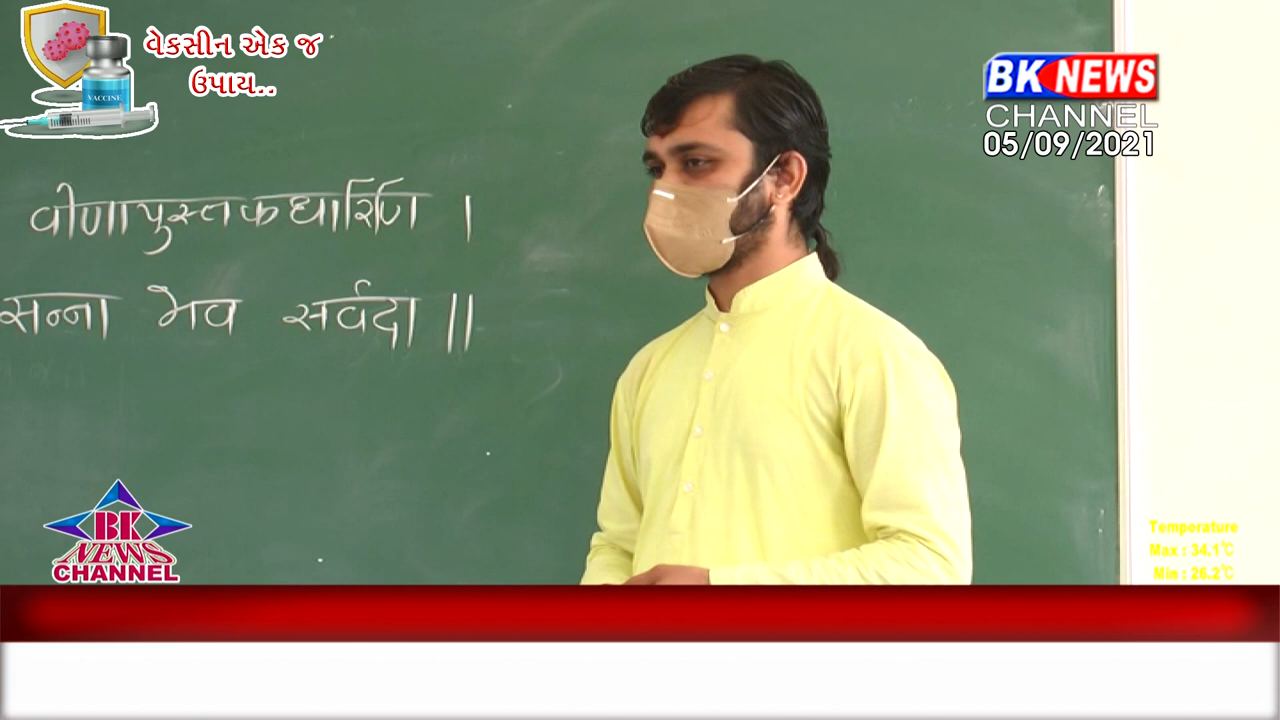 વેકસીન એક જ
ઉપાય..
VACCINE
BK NEWS
CHANNEL
05/09/2021
वीणापुस्तकधारिणि ।
सन्ना भेव सर्वदा ॥
BK
NEWS
CHANNEL
Temperature
Max : 34.1℃
Min : 26.2℃